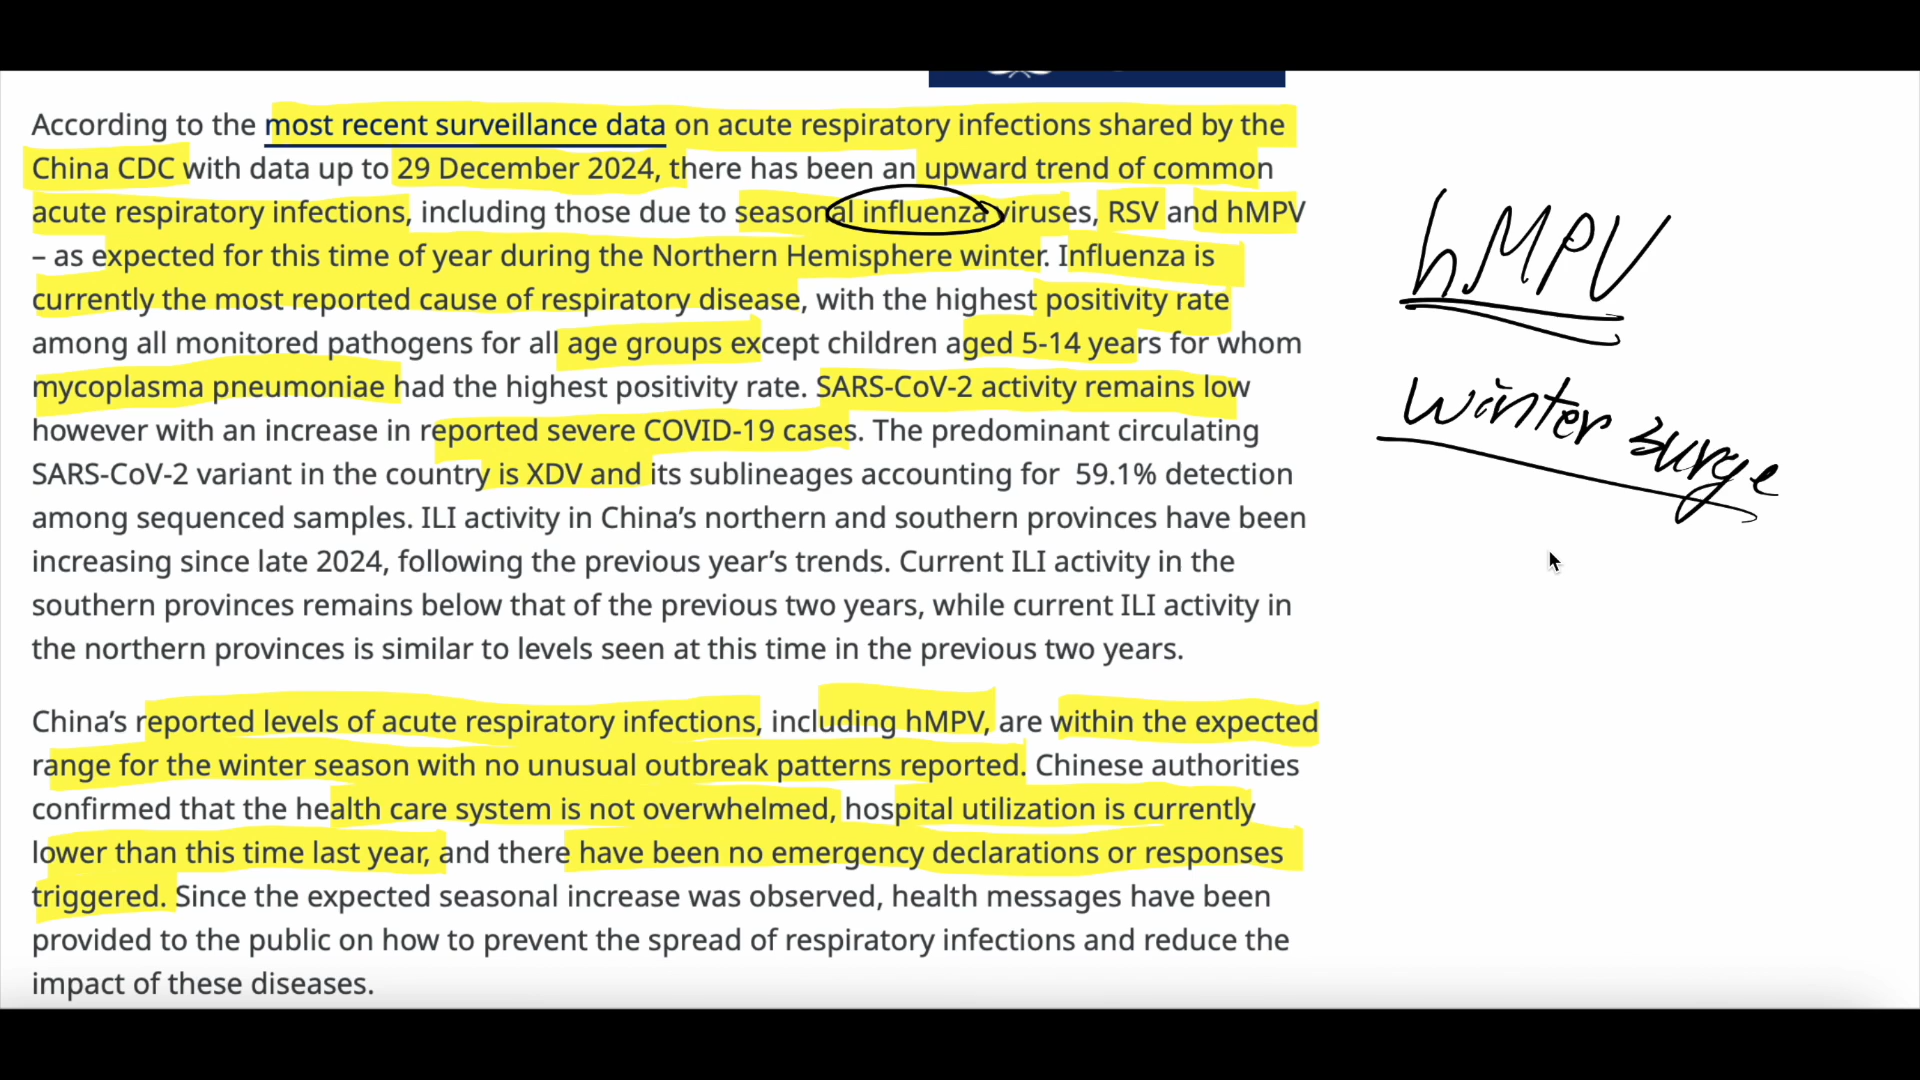 According to the most recent surveillance data on acute respiratory infections shared by the
China CDC with data up to 29 December 2024, there has been an upward trend of common
acute respiratory infections, including those due to seasonal influenza viruses, RSV and hMPV
– as expected for this time of year during the Northern Hemisphere winter. Influenza is
currently the most reported cause of respiratory disease, with the highest positivity rate
among all monitored pathogens for all age groups except children aged 5-14 years for whom
mycoplasma pneumoniae had the highest positivity rate. SARS-CoV-2 activity remains low
however with an increase in reported severe COVID-19 cases. The predominant circulating
SARS-CoV-2 variant in the country is XDV and its sublineages accounting for 59.1% detection
among sequenced samples. ILI activity in China’s northern and southern provinces have been
increasing since late 2024, following the previous year’s trends. Current ILI activity in the
southern provinces remains below that of the previous two years, while current ILI activity in
the northern provinces is similar to levels seen at this time in the previous two years.
China’s reported levels of acute respiratory infections, including hMPV, are within the expected
range for the winter season with no unusual outbreak patterns reported. Chinese authorities
confirmed that the health care system is not overwhelmed, hospital utilization is currently
lower than this time last year, and there have been no emergency declarations or responses
triggered. Since the expected seasonal increase was observed, health messages have been
provided to the public on how to prevent the spread of respiratory infections and reduce the
impact of these diseases.
hMPV
winter surge